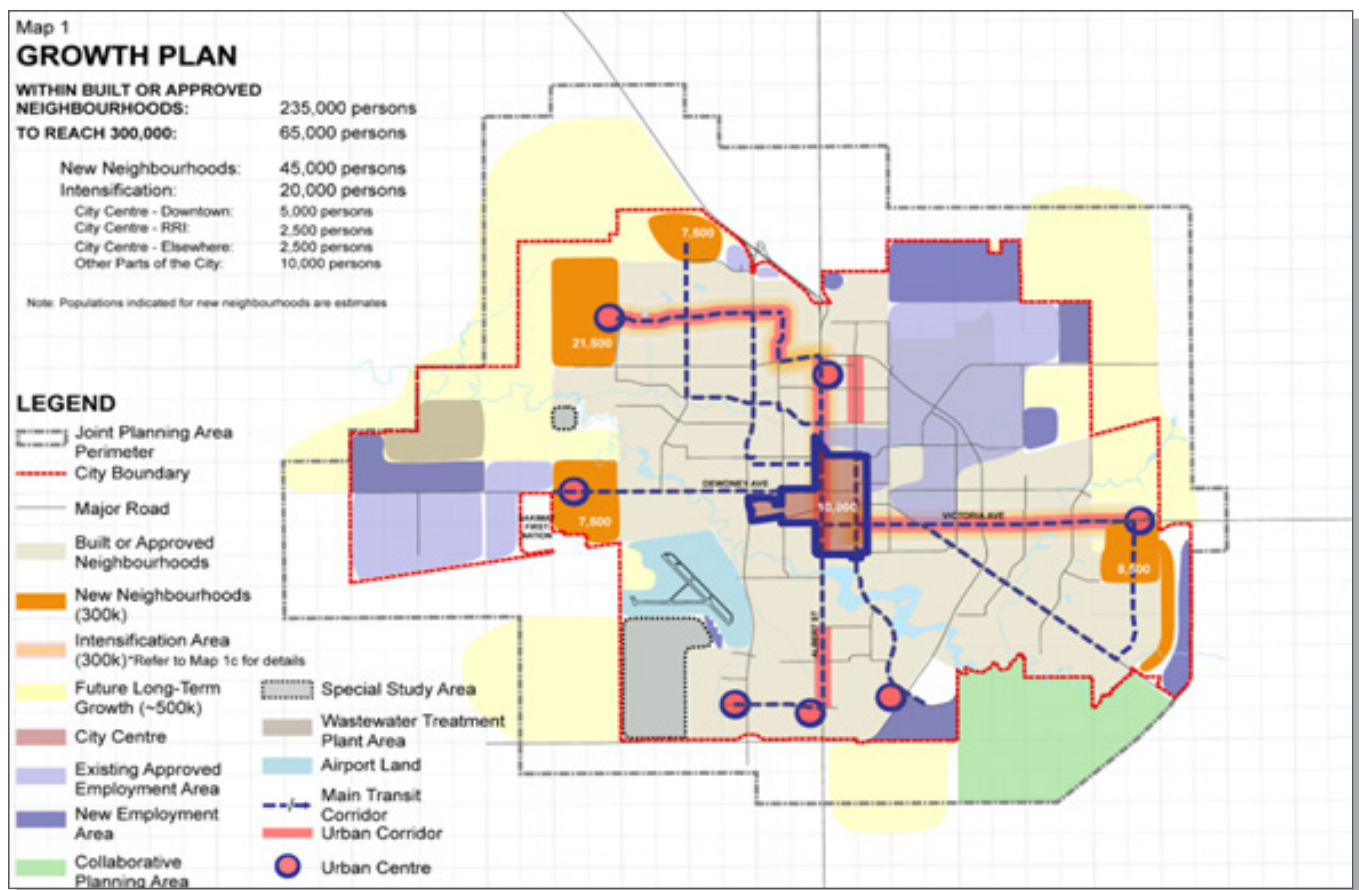 Map 1
GROWTH PLAN
WITHIN BUILT OR APPROVED
NEIGHBOURHOODS: 235,000 persons
TO REACH 300,000: 65,000 persons
New Neighbourhoods: 45,000 persons
Intensification: 20,000 persons
City Centre - Downtown: 5,000 persons
City Centre - RRI: 2,500 persons
City Centre - Elsewhere: 2,500 persons
Other Parts of the City: 10,000 persons
Note: Populations indicated for new neighbourhoods are estimates
7,500
21,500
DEWDNEY AVE
10,000
7,500
FIRST
NATION
VICTORIA AVE
8,500
ALBERT ST
LEGEND
Joint Planning Area
Perimeter
City Boundary
Major Road
Built or Approved
Neighbourhoods
New Neighbourhoods
(300k)
Intensification Area
(300k)*Refer to Map 1c for details
Future Long-Term
Growth (~500k)
City Centre
Existing Approved
Employment Area
New Employment
Area
Collaborative
Planning Area
Special Study Area
Wastewater Treatment
Plant Area
Airport Land
Main Transit
Corridor
Urban Corridor
Urban Centre